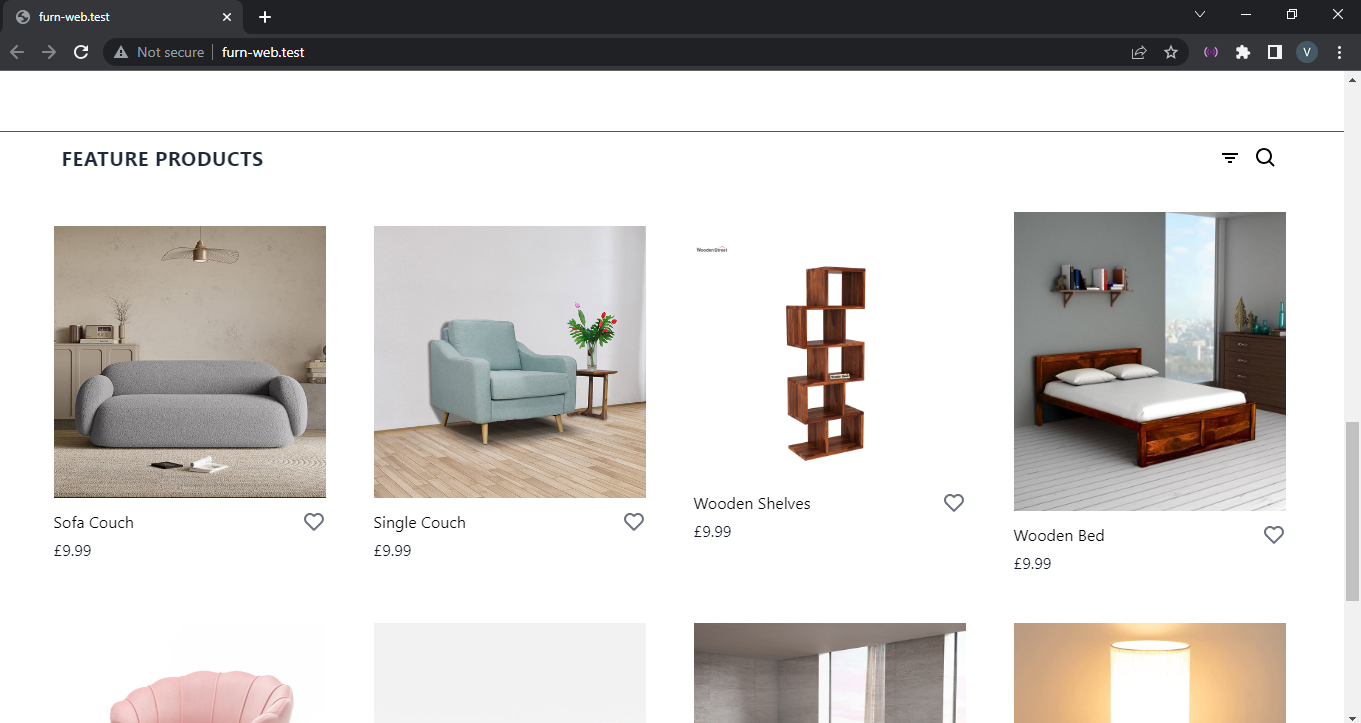 furn-web.test
Not secure
furn-web.test
V
FEATURE PRODUCTS
WoodenStreet
Sofa Couch
£9.99
Single Couch
£9.99
Wooden Shelves
£9.99
Wooden Bed
£9.99